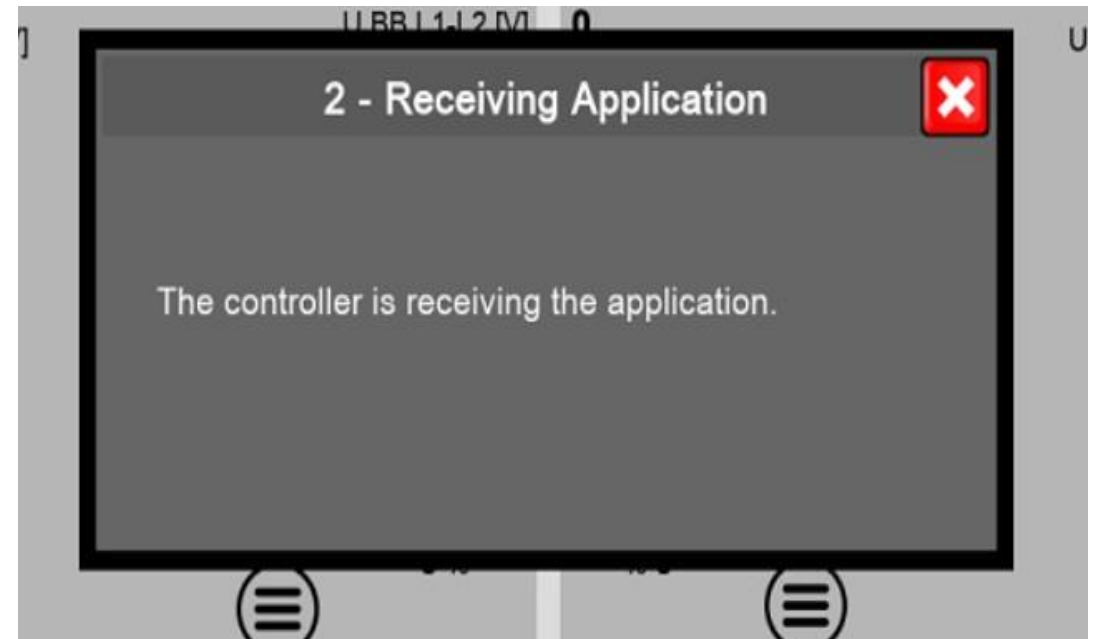 U BB L1-L2 [V] 0
U
2 - Receiving Application
The controller is receiving the application.